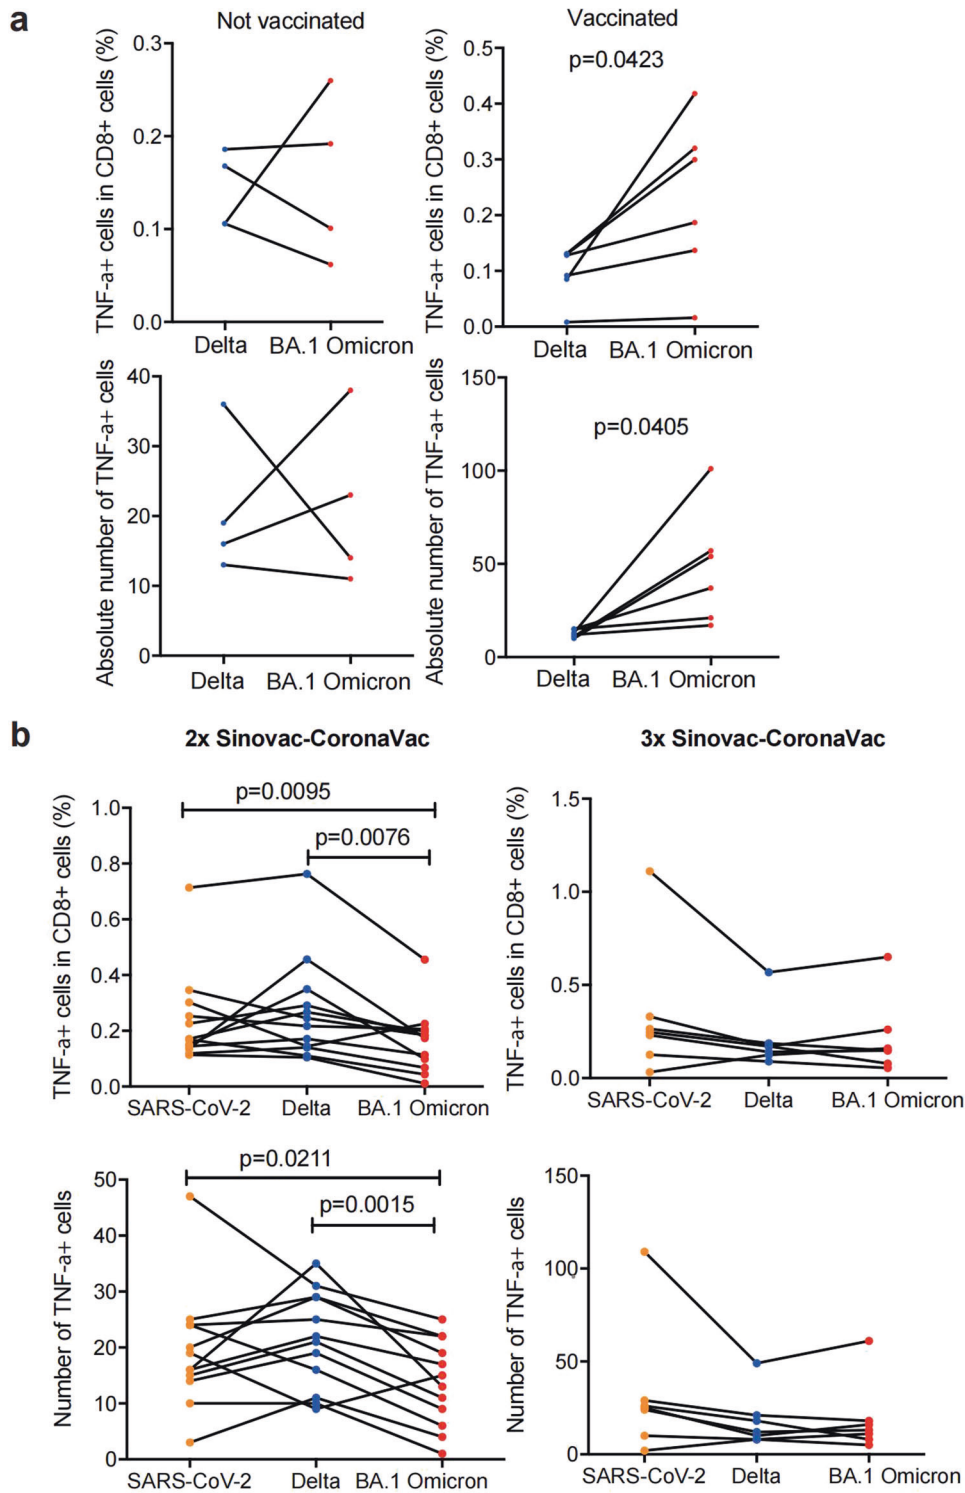 a
Not vaccinated
Vaccinated
TNF-a+ cells in CD8+ cells (%)
0.3
0.2
0.1
0.0
Delta BA.1 Omicron
TNF-a+ cells in CD8+ cells (%)
p=0.0423
0.5
0.4
0.3
0.2
0.1
0.0
Delta BA.1 Omicron
Absolute number of TNF-a+ cells
40
30
20
10
0
Delta BA.1 Omicron
Absolute number of TNF-a+ cells
p=0.0405
150
100
50
0
Delta BA.1 Omicron
b
2x Sinovac-CoronaVac
3x Sinovac-CoronaVac
TNF-a+ cells in CD8+ cells (%)
p=0.0095
p=0.0076
1.0
0.8
0.6
0.4
0.2
0.0
SARS-CoV-2 Delta BA.1 Omicron
TNF-a+ cells in CD8+ cells (%)
1.5
1.0
0.5
0.0
SARS-CoV-2 Delta BA.1 Omicron
Number of TNF-a+ cells
p=0.0211
p=0.0015
50
40
30
20
10
0
SARS-CoV-2 Delta BA.1 Omicron
Number of TNF-a+ cells
150
100
50
0
SARS-CoV-2 Delta BA.1 Omicron